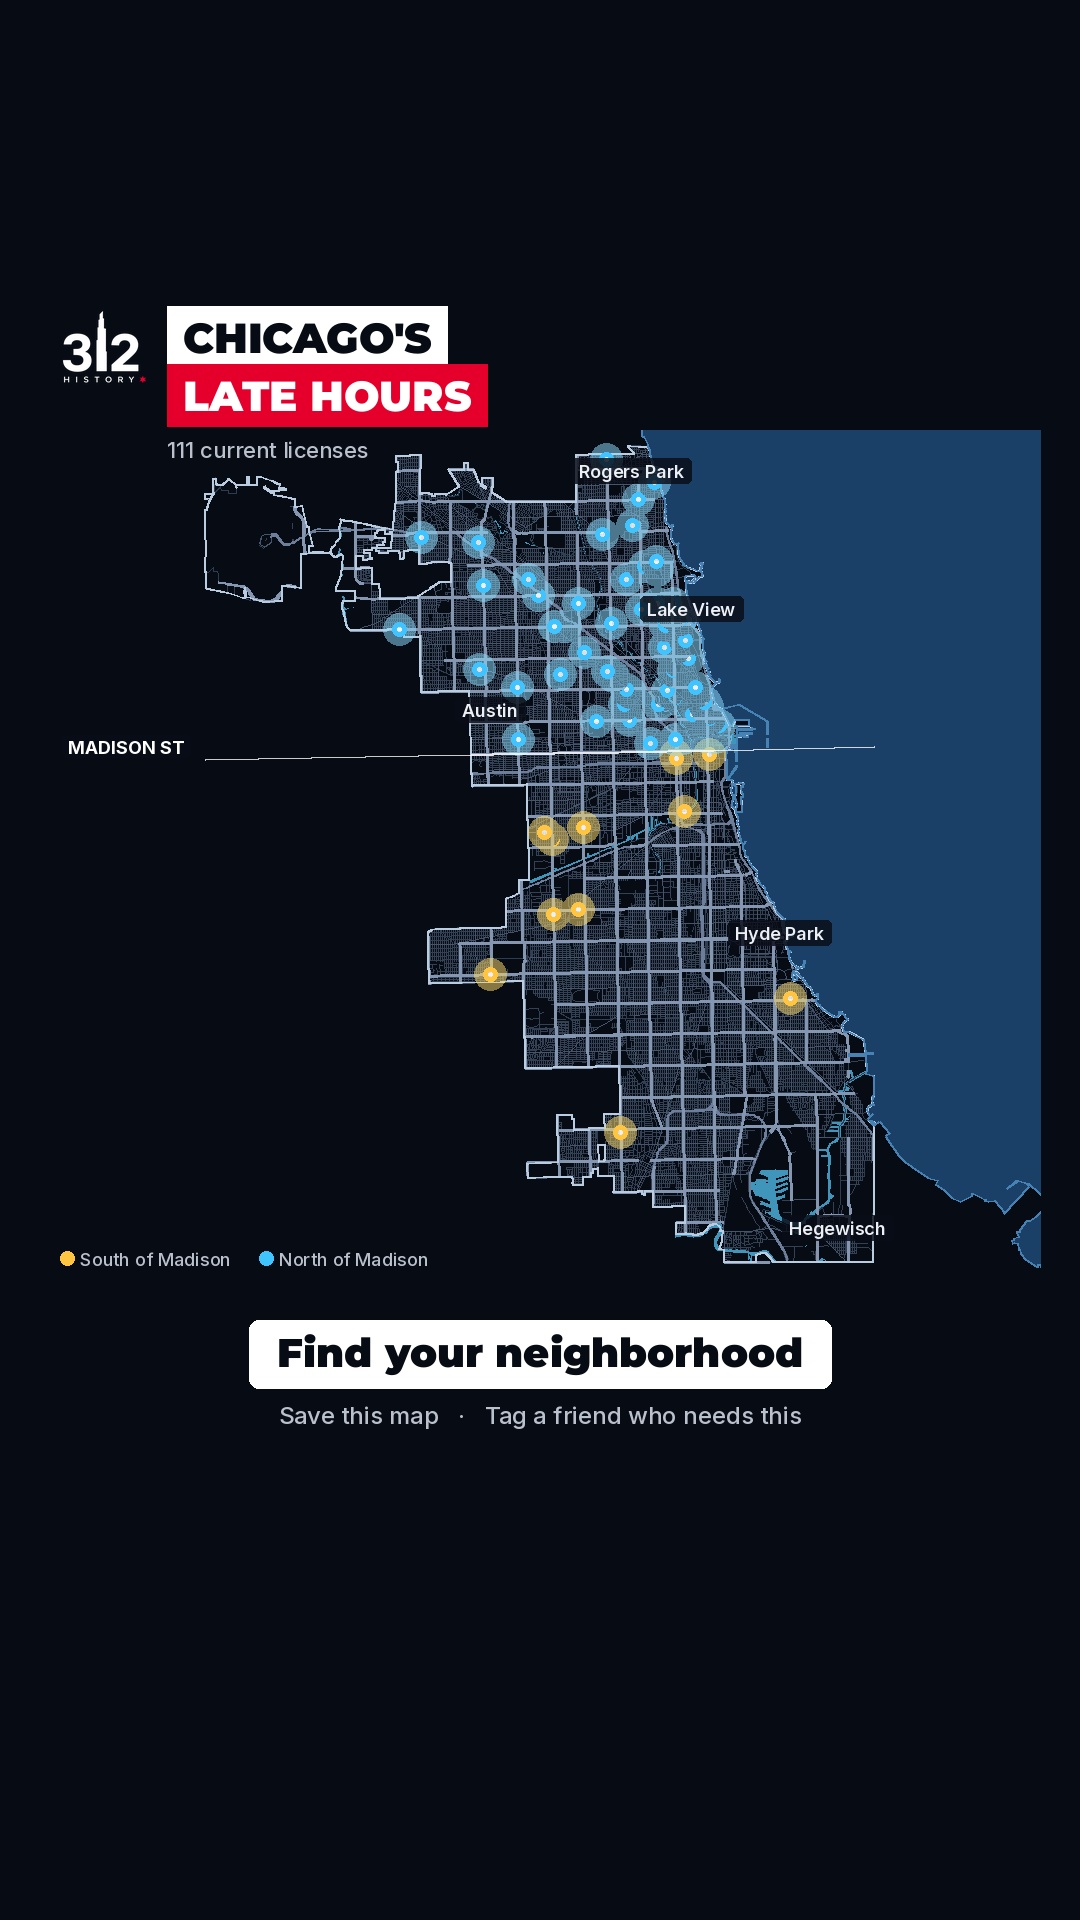 312
HISTORY
CHICAGO'S
LATE HOURS
111 current licenses
Rogers Park
Lake View
Austin
MADISON ST
Hyde Park
Hegewisch
South of Madison
North of Madison
Find your neighborhood
Save this map · Tag a friend who needs this